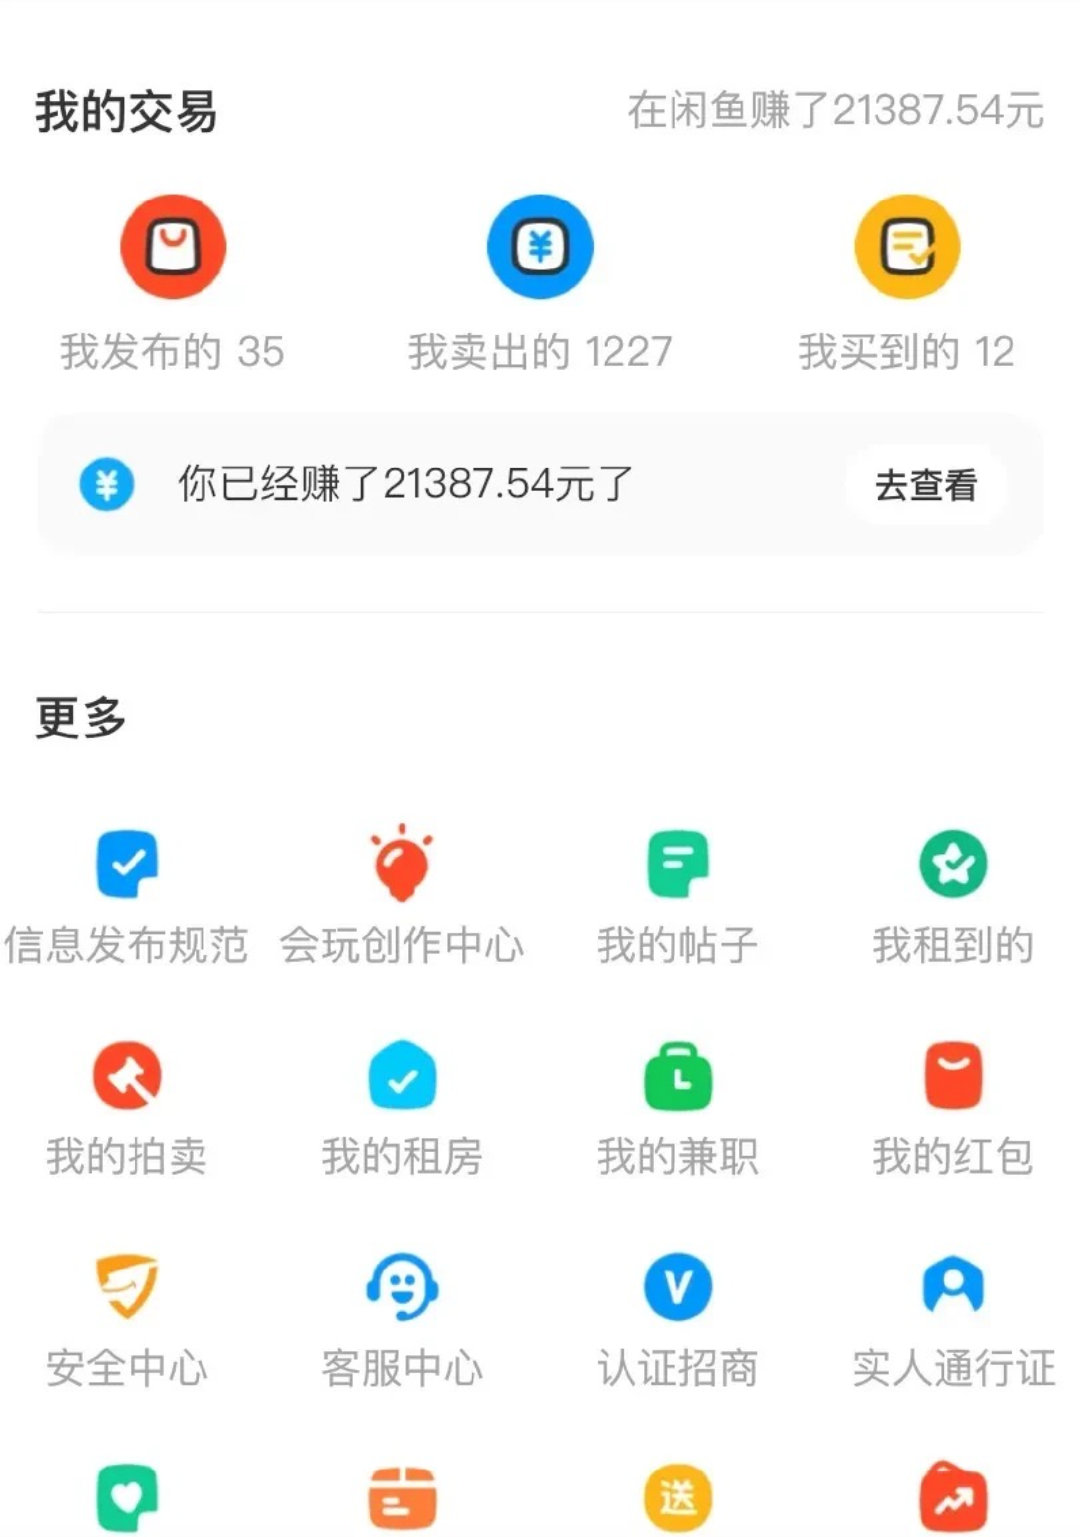 我的交易 在闲鱼赚了21387.54元
我发布的 35 我卖出的 1227 我买到的 12
你已经赚了21387.54元了 去查看
更多
信息发布规范 会玩创作中心 我的帖子 我租到的
我的拍卖 我的租房 我的兼职 我的红包
安全中心 客服中心 认证招商 实人通行证
送